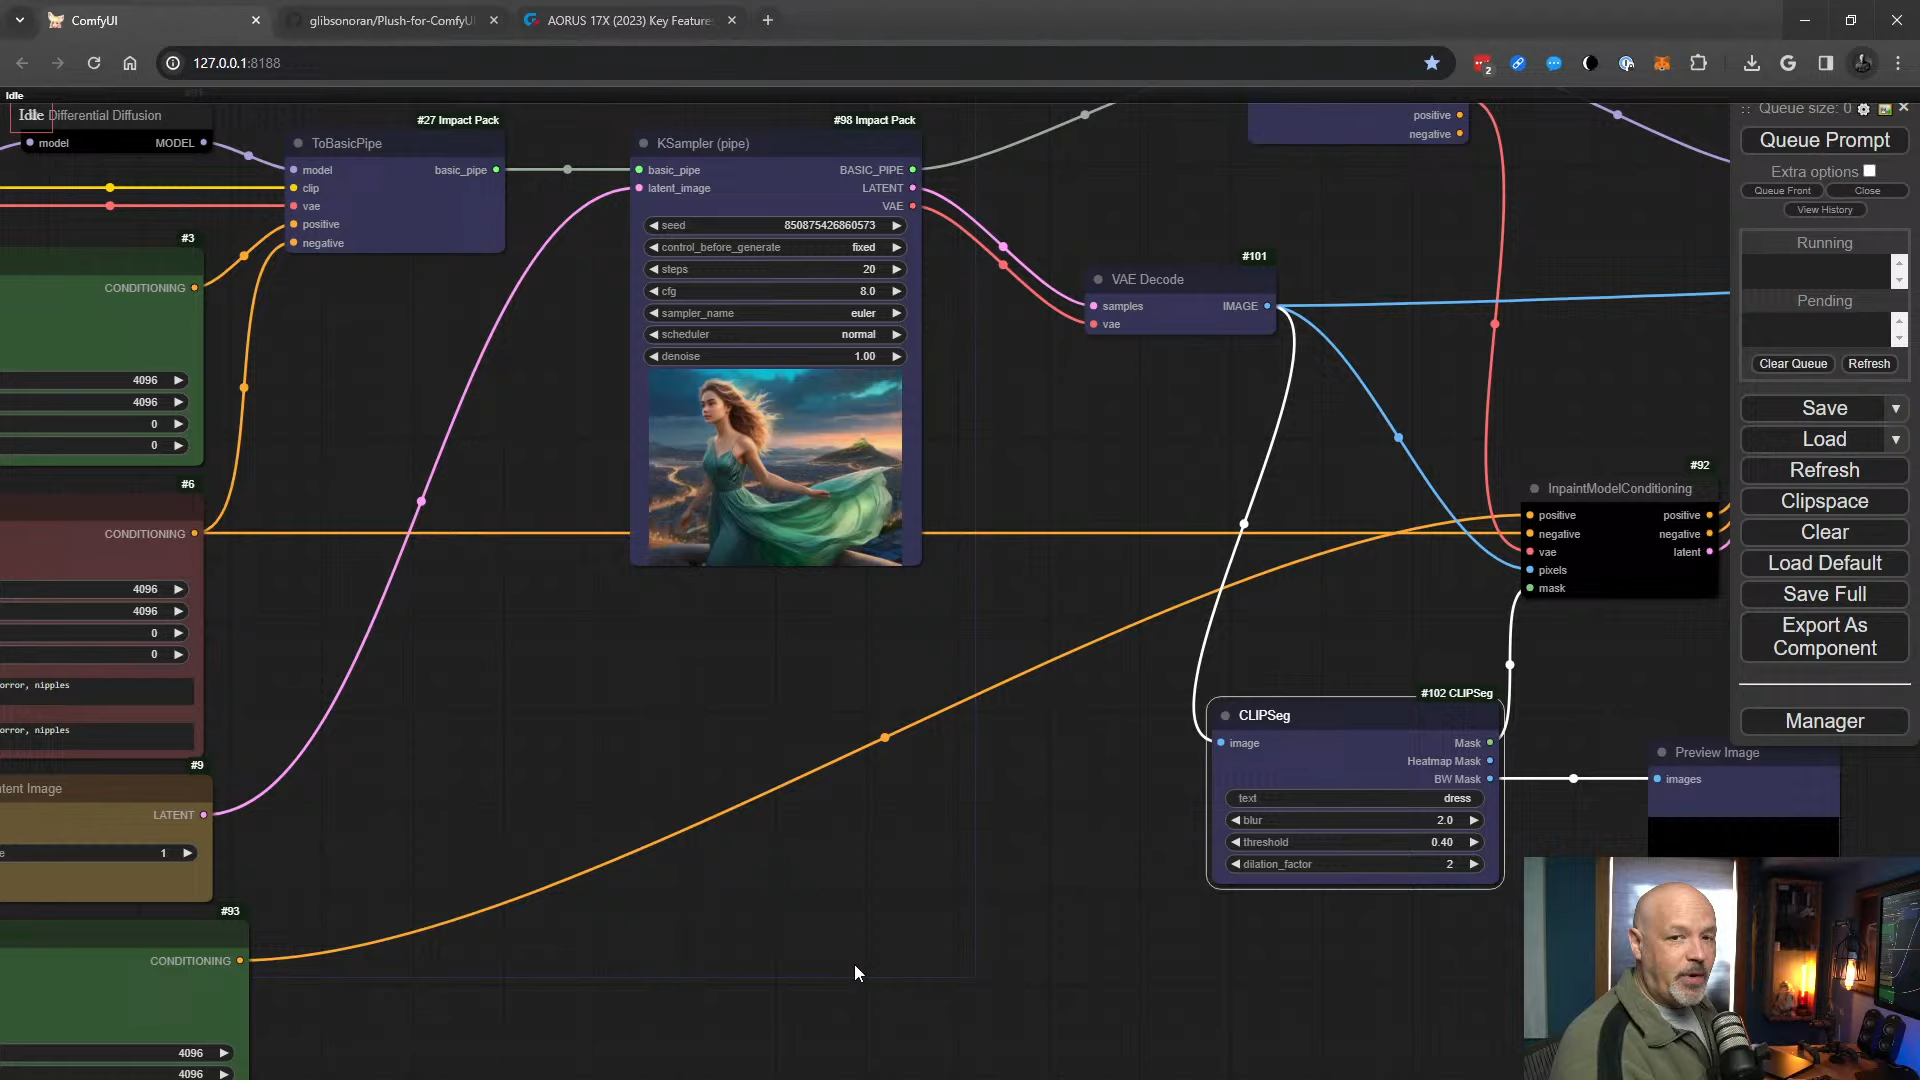 ComfyUI
glibsonoran/Plush-for-ComfyUI
AORUS 17X (2023) Key Features
127.0.0.1:8188
2
Idle
Idle
Differential Diffusion
model
MODEL
#27 Impact Pack
ToBasicPipe
model
basic_pipe
clip
vae
positive
negative
#98 Impact Pack
KSampler (pipe)
basic_pipe
BASIC_PIPE
latent_image
LATENT
VAE
seed
850875426860573
control_before_generate
fixed
steps
20
cfg
8.0
sampler_name
euler
scheduler
normal
denoise
1.00
#3
CONDITIONING
4096
4096
0
0
#6
CONDITIONING
4096
4096
0
0
orror, nipples
orror, nipples
#9
tent Image
LATENT
e
1
#93
CONDITIONING
4096
4096
#101
VAE Decode
samples
IMAGE
vae
positive
negative
#92
InpaintModelConditioning
positive
positive
negative
negative
vae
latent
pixels
mask
#102 CLIPSeg
CLIPSeg
image
Mask
Heatmap Mask
BW Mask
text
dress
blur
2.0
threshold
0.40
dilation_factor
2
Preview Image
images
Queue size: 0
Queue Prompt
Extra options
Queue Front
Close
View History
Running
Pending
Clear Queue
Refresh
Save
Load
Refresh
Clipspace
Clear
Load Default
Save Full
Export As
Component
Manager